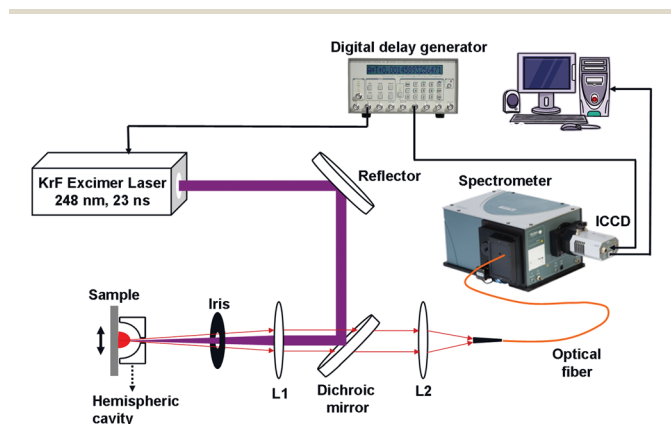 Digital delay generator
KrF Excimer Laser
248 nm, 23 ns
Reflector
Spectrometer
ICCD
Sample
Iris
L1
Dichroic
mirror
L2
Optical
fiber
Hemispheric
cavity